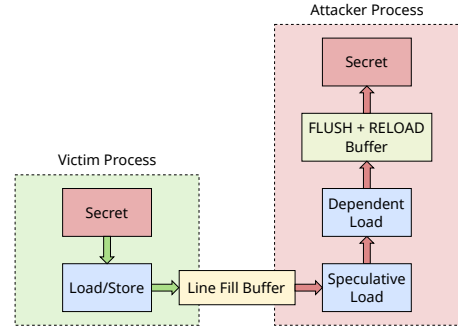 Attacker Process
Secret
FLUSH + RELOAD
Buffer
Victim Process
Secret
Dependent
Load
Load/Store
Line Fill Buffer
Speculative
Load